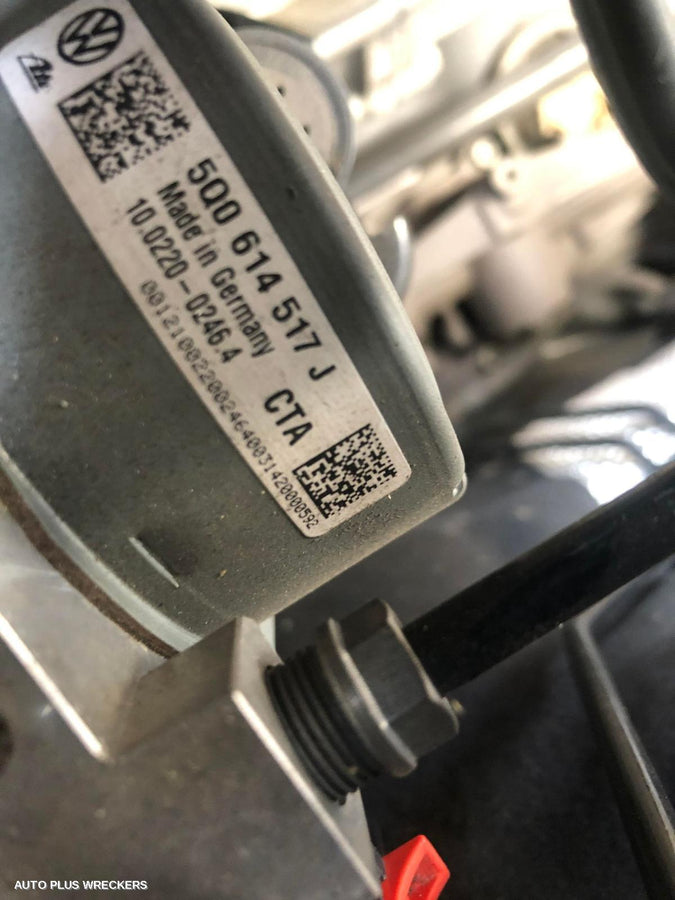 5Q0 614 517 J
Made in Germany
10.0220-0246.4
CTA
AUTO PLUS WRECKERS